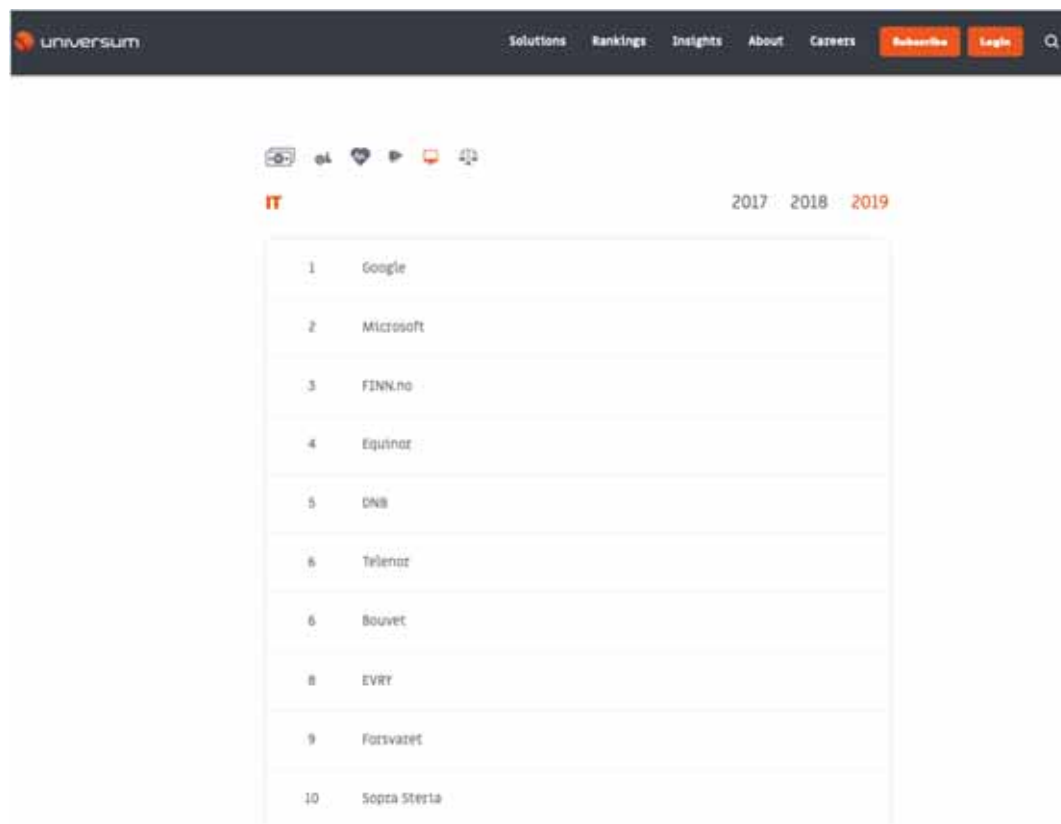 universum Solutions Rankings Insights About Careers Subscribe Login
IT 2017 2018 2019
1 Google
2 Microsoft
3 FINN.no
4 Equinor
5 DNB
6 Telenor
6 Bouvet
8 EVRY
9 Forsvaret
10 Sopra Steria